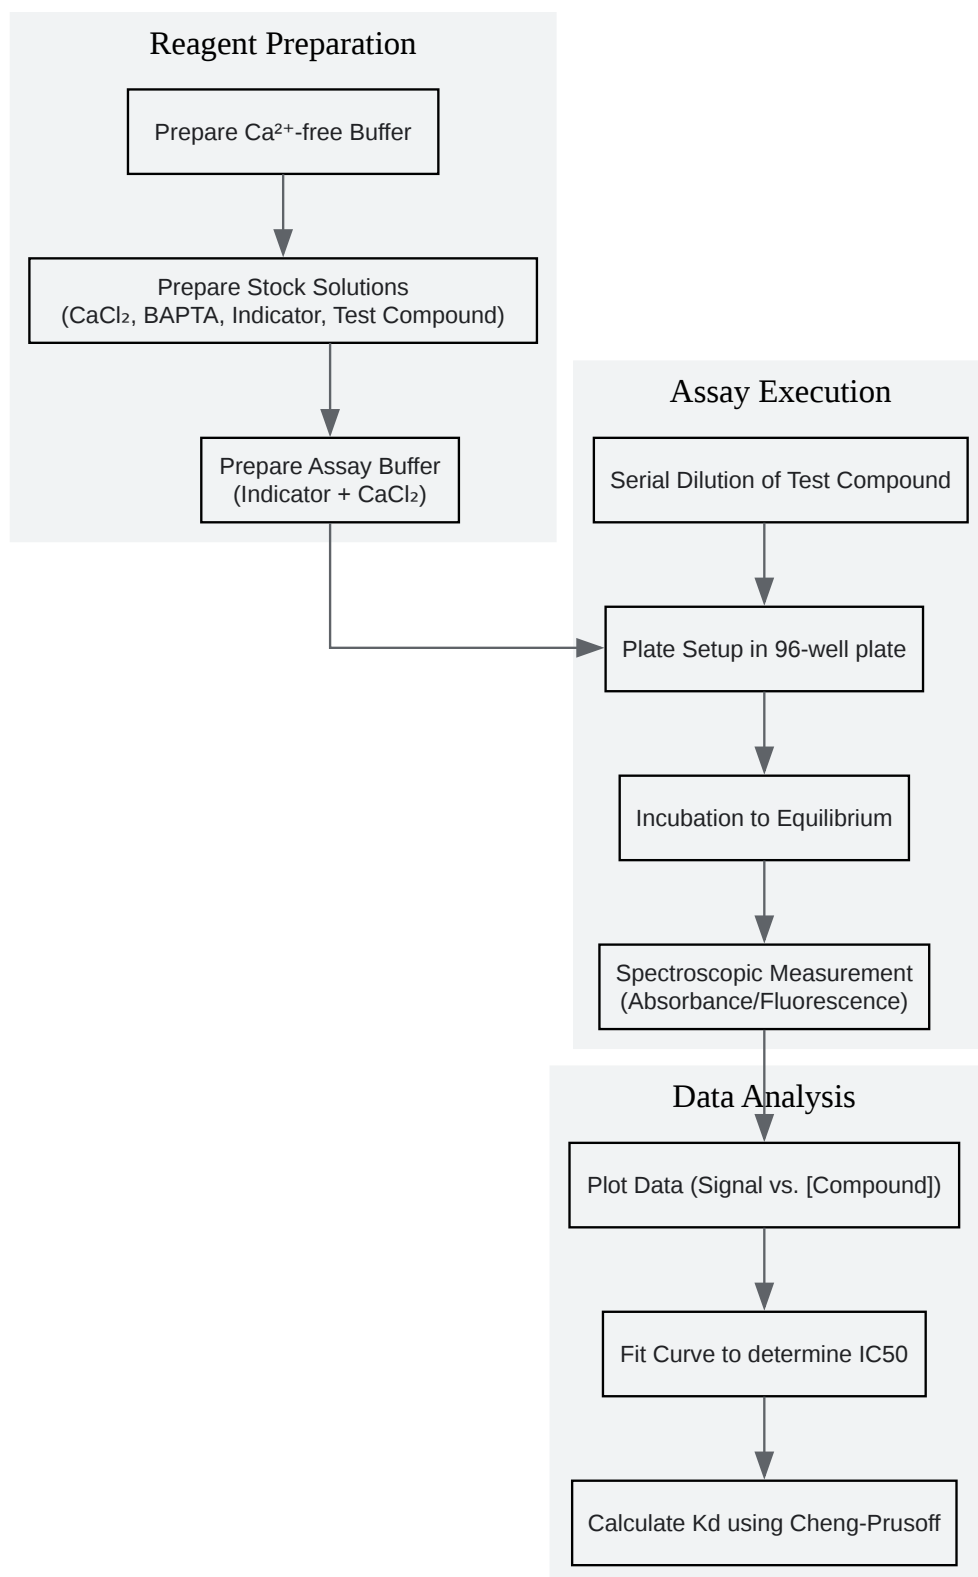 Reagent Preparation
Prepare Ca²⁺-free Buffer
Prepare Stock Solutions
(CaCl₂, BAPTA, Indicator, Test Compound)
Prepare Assay Buffer
(Indicator + CaCl₂)
Assay Execution
Serial Dilution of Test Compound
Plate Setup in 96-well plate
Incubation to Equilibrium
Spectroscopic Measurement
(Absorbance/Fluorescence)
Data Analysis
Plot Data (Signal vs. [Compound])
Fit Curve to determine IC50
Calculate Kd using Cheng-Prusoff